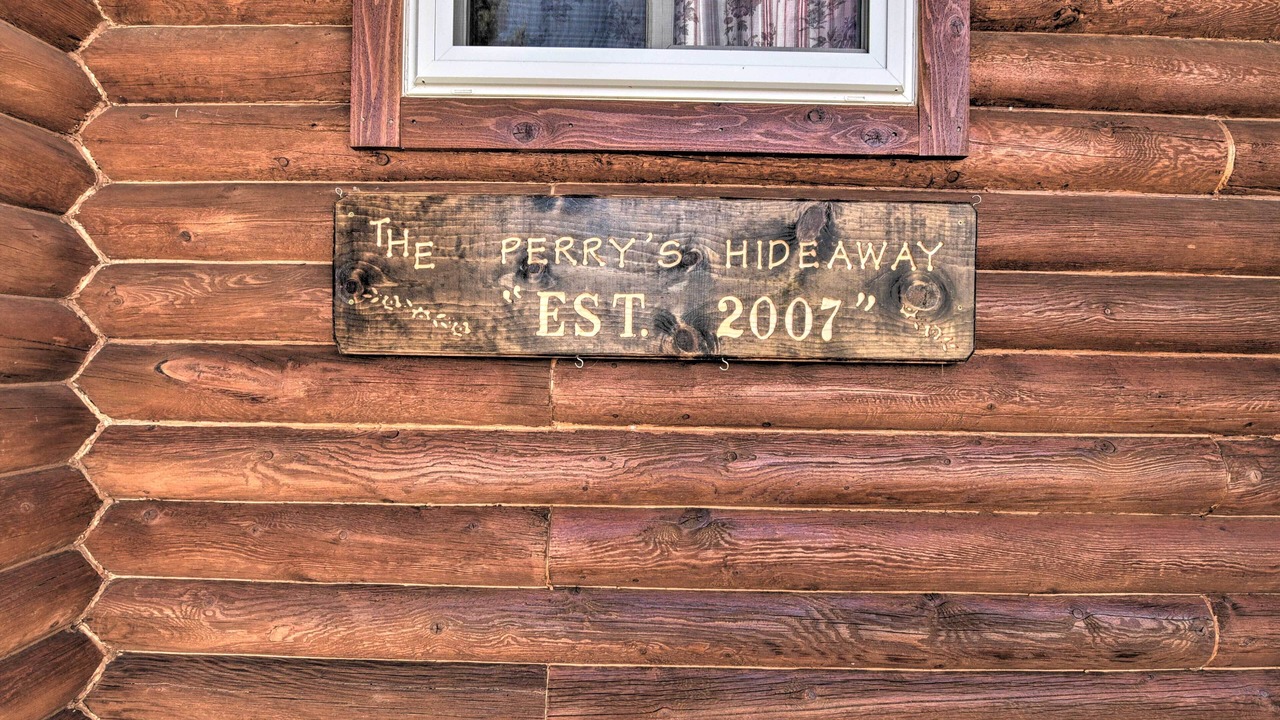 THE PERRY'S HIDEAWAY
"EST. 2007"